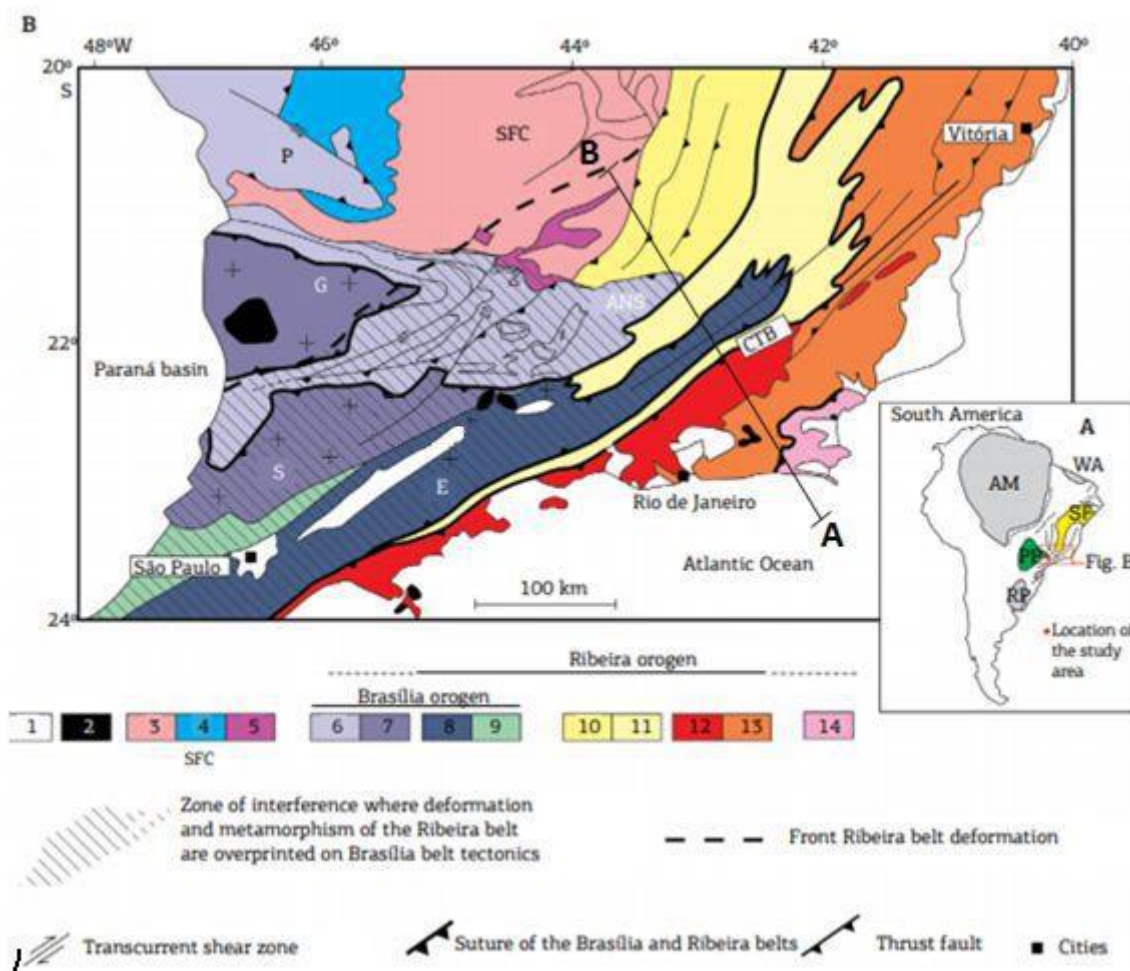 B
48°W 46° 44° 42° 40°
20°
S
SFC
Vitória
P
B
G
ANS
22°
CTB
Paraná basin
S
E
Rio de Janeiro
A
São Paulo
Atlantic Ocean
100 km
24°
South America
A
WA
AM
SF
PP
Fig. B
RP
Location of
the study
area
Ribeira orogen
Brasília orogen
1 2 3 4 5 6 7 8 9 10 11 12 13 14
SFC
Zone of interference where deformation
and metamorphism of the Ribeira belt
are overprinted on Brasília belt tectonics
Front Ribeira belt deformation
Transcurrent shear zone
Suture of the Brasília and Ribeira belts
Thrust fault
Cities